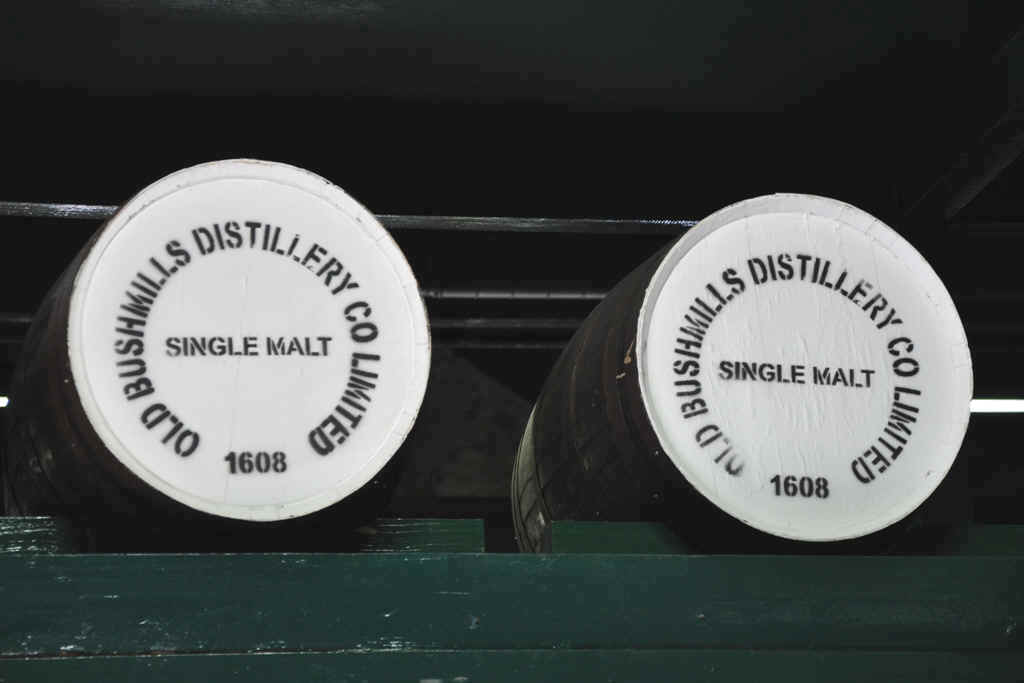 OLD BUSHMILLS DISTILLERY CO LIMITED
SINGLE MALT
1608
OLD BUSHMILLS DISTILLERY CO LIMITED
SINGLE MALT
1608